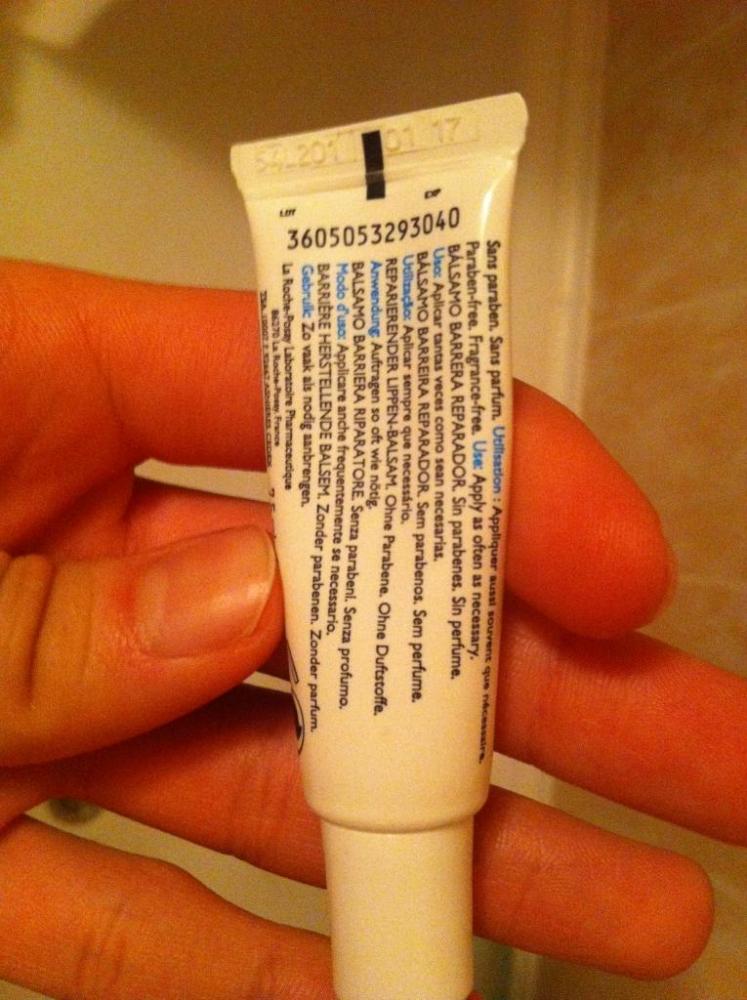 54L201 01 17
LOT EXP
3605053293040
Sans paraben. Sans parfum. Utilisation : Appliquer aussi souvent que nécessaire.
Paraben-free. Fragrance-free. Use: Apply as often as necessary.
BÁLSAMO BARRERA REPARADOR. Sin parabenes. Sin perfume.
Uso: Aplicar tantas veces como sean necesarias.
BÁLSAMO BARREIRA REPARADOR. Sem parabenos. Sem perfume.
Utilização: Aplicar sempre que necessário.
REPARIERENDER LIPPEN-BALSAM. Ohne Parabene. Ohne Duftstoffe.
Anwendung: Auftragen so oft wie nötig.
BALSAMO BARRIERA RIPARATORE. Senza parabeni. Senza profumo.
Modo d'uso: Applicare anche frequentemente se necessario.
BARRIÈRE HERSTELLENDE BALSEM. Zonder parabenen. Zonder parfum.
Gebruik: Zo vaak als nodig aanbrengen.
La Roche-Posay Laboratoire Pharmaceutique
86270 La Roche-Posay France